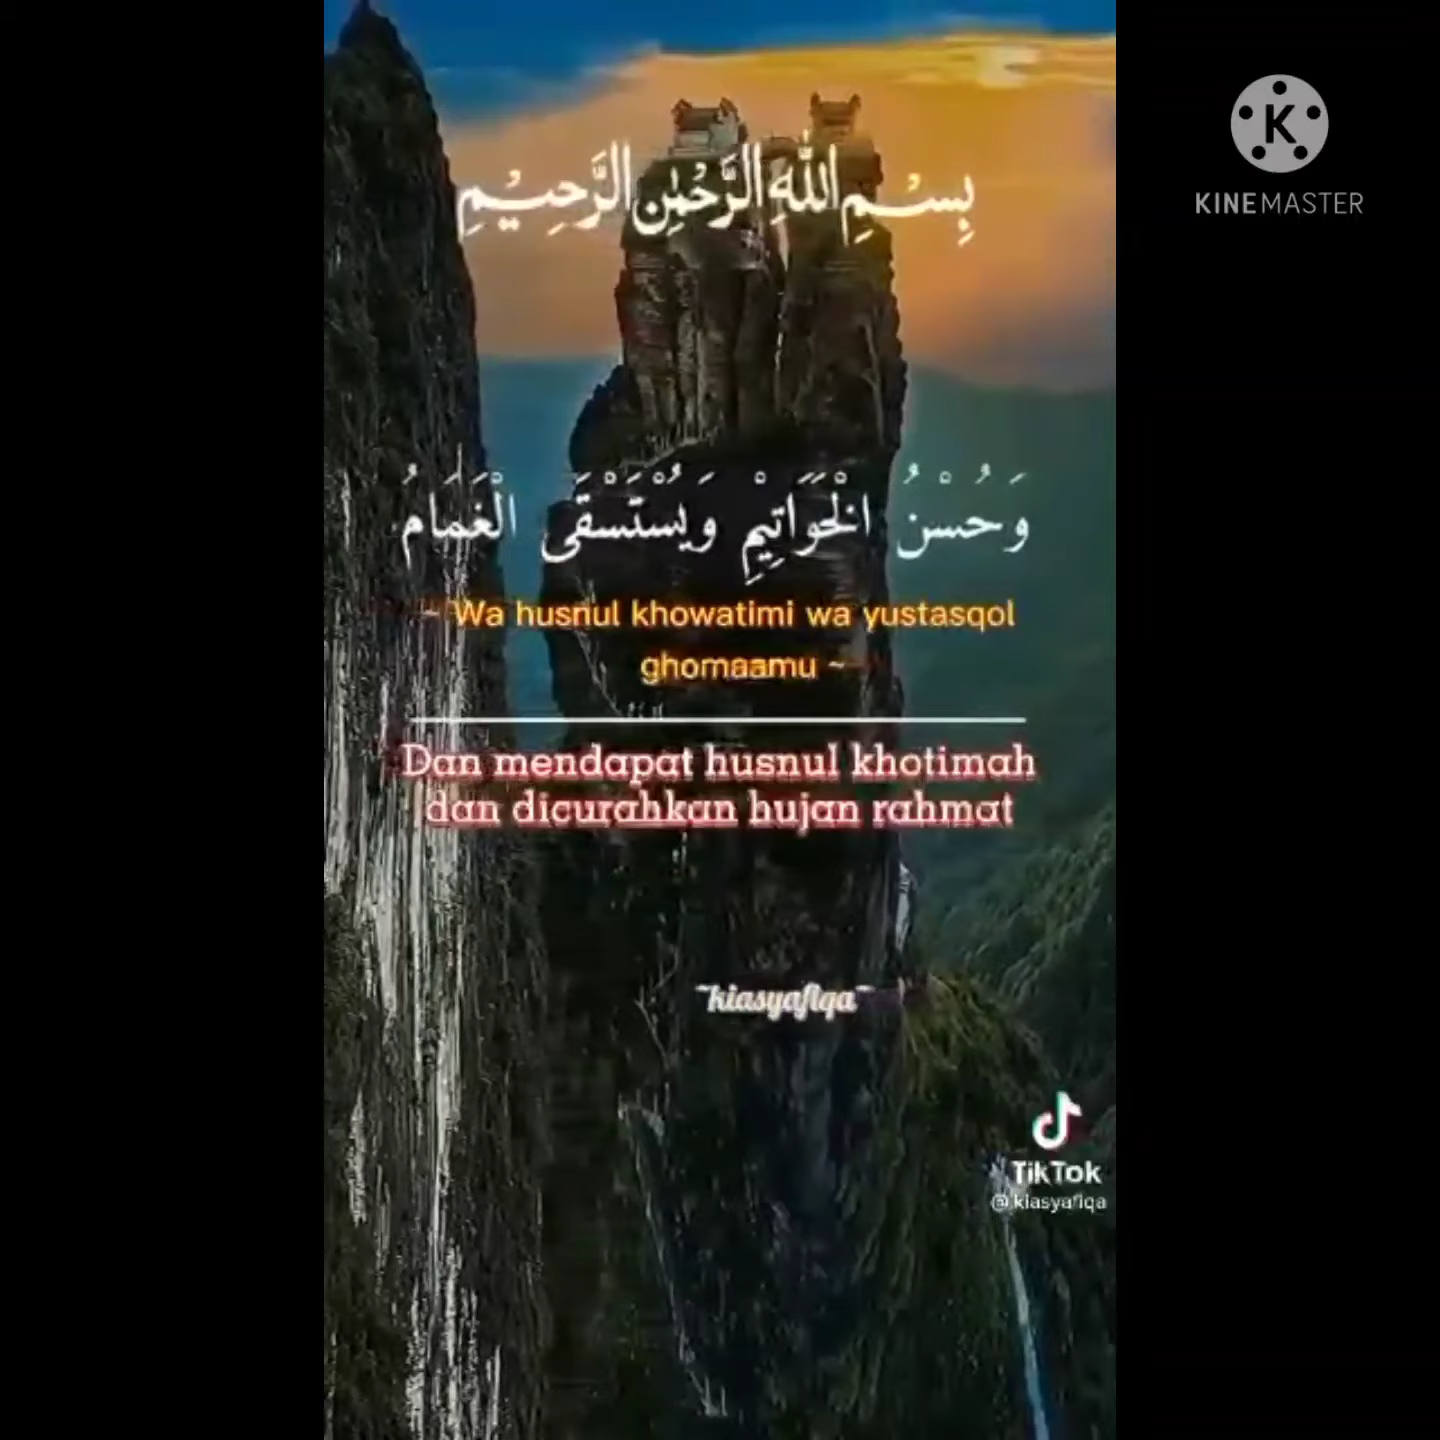 بِسْمِ اللهِ الرَّحْمٰنِ الرَّحِيْمِ
KINEMASTER
وَحُسْنُ الْخَوَاتِيْمِ وَيُسْتَسْقَى الْغَمَامُ
~ Wa husnul khowatimi wa yustasqol
ghomaamu ~
Dan mendapat husnul khotimah
dan dicurahkan hujan rahmat
~kiasyafiqa~
TikTok
@kiasyafiqa